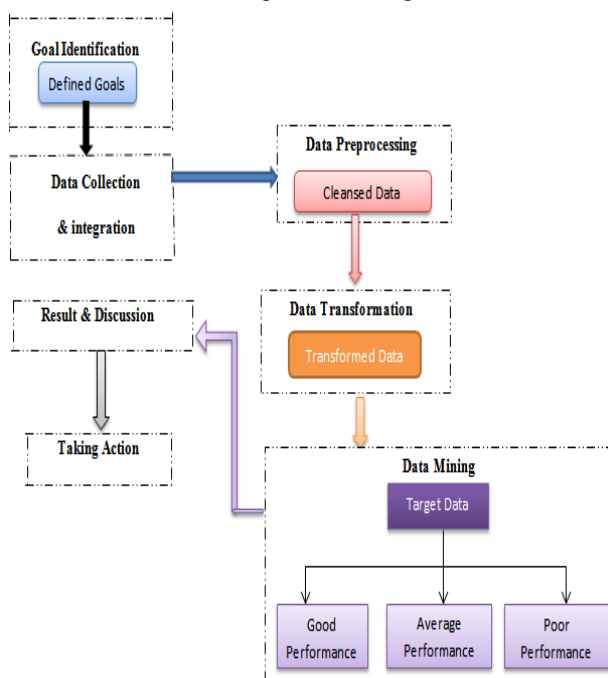 Goal Identification
Defined Goals
Data Collection
& integration
Data Preprocessing
Cleansed Data
Data Transformation
Transformed Data
Data Mining
Target Data
Good
Performance
Average
Performance
Poor
Performance
Result & Discussion
Taking Action